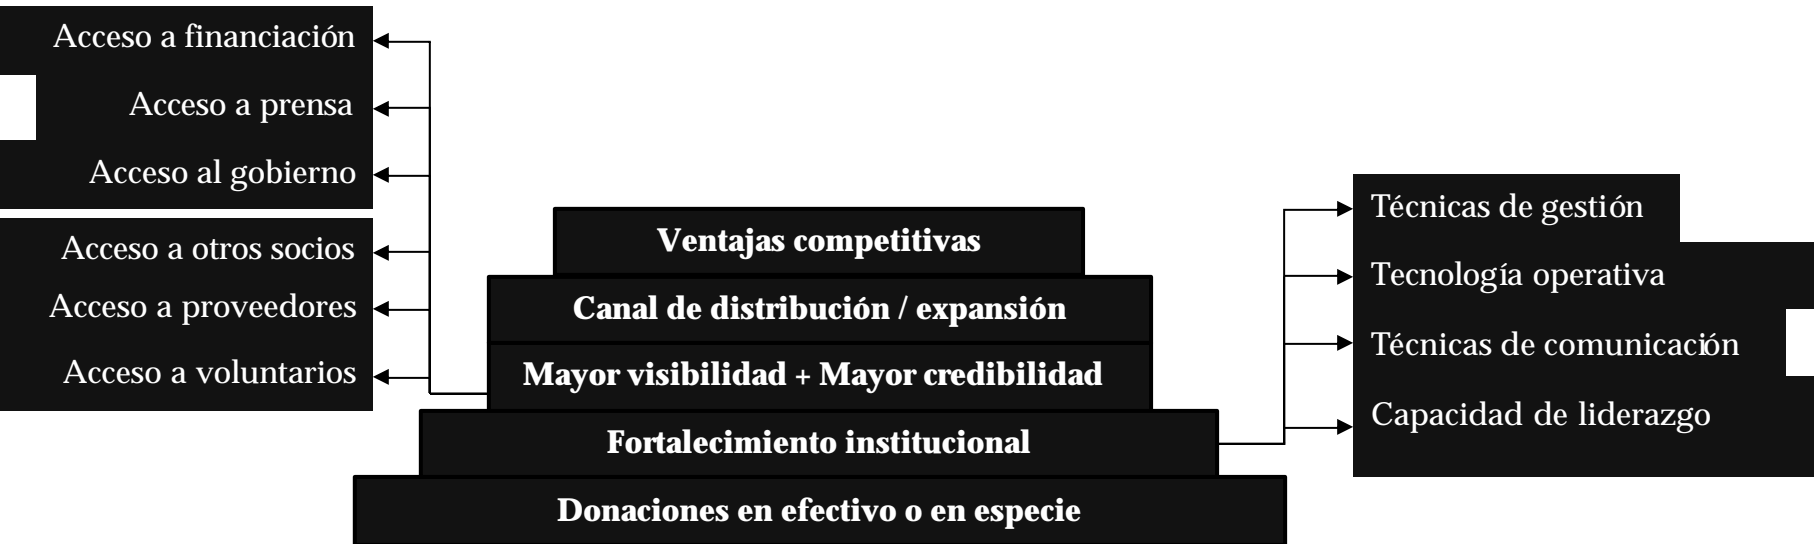 Acceso a financiación
Acceso a prensa
Acceso al gobierno
Acceso a otros socios
Acceso a proveedores
Acceso a voluntarios
Ventajas competitivas
Canal de distribución / expansión
Mayor visibilidad + Mayor credibilidad
Fortalecimiento institucional
Donaciones en efectivo o en especie
Técnicas de gestión
Tecnología operativa
Técnicas de comunicación
Capacidad de liderazgo